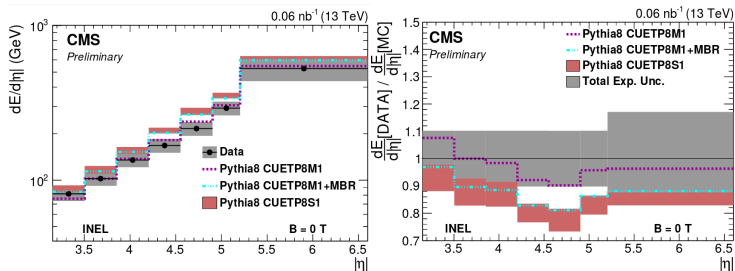 0.06 nb⁻¹ (13 TeV)
CMS
Preliminary
dE/d|η| (GeV)
10³
10²
Data
Pythia8 CUETP8M1
Pythia8 CUETP8M1+MBR
Pythia8 CUETP8S1
INEL
B = 0 T
3.5 4 4.5 5 5.5 6 6.5
|η|
0.06 nb⁻¹ (13 TeV)
CMS
Preliminary
Pythia8 CUETP8M1
Pythia8 CUETP8M1+MBR
Pythia8 CUETP8S1
Total Exp. Unc.
dE/d|η|[DATA] / dE/d|η|[MC]
1.5
1.4
1.3
1.2
1.1
1
0.9
0.8
0.7
INEL
B = 0 T
3.5 4 4.5 5 5.5 6 6.5
|η|